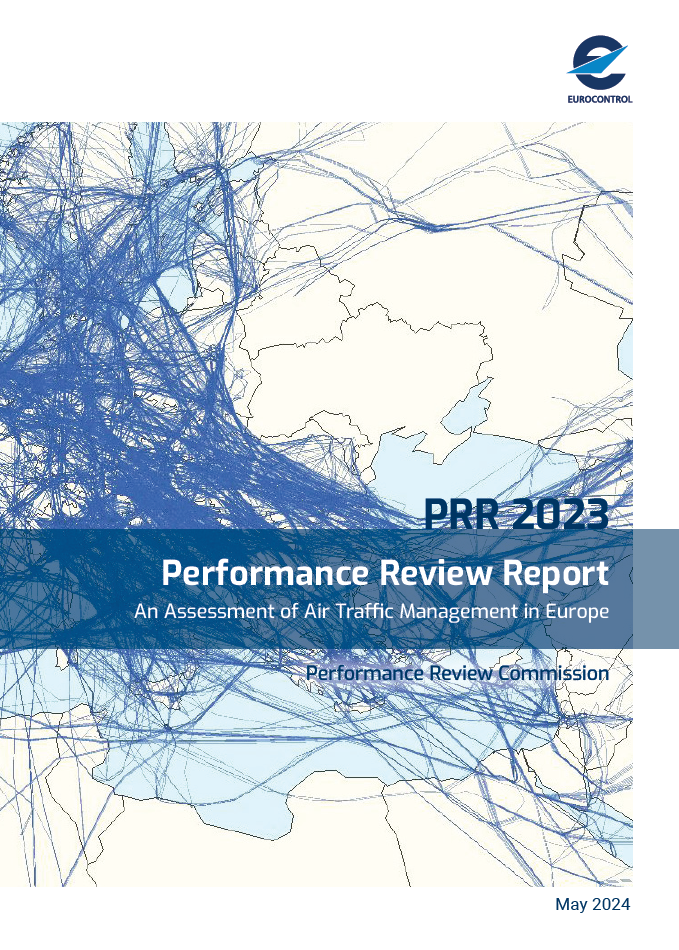 EUROCONTROL
PRR 2023
Performance Review Report
An Assessment of Air Traffic Management in Europe
Performance Review Commission
May 2024